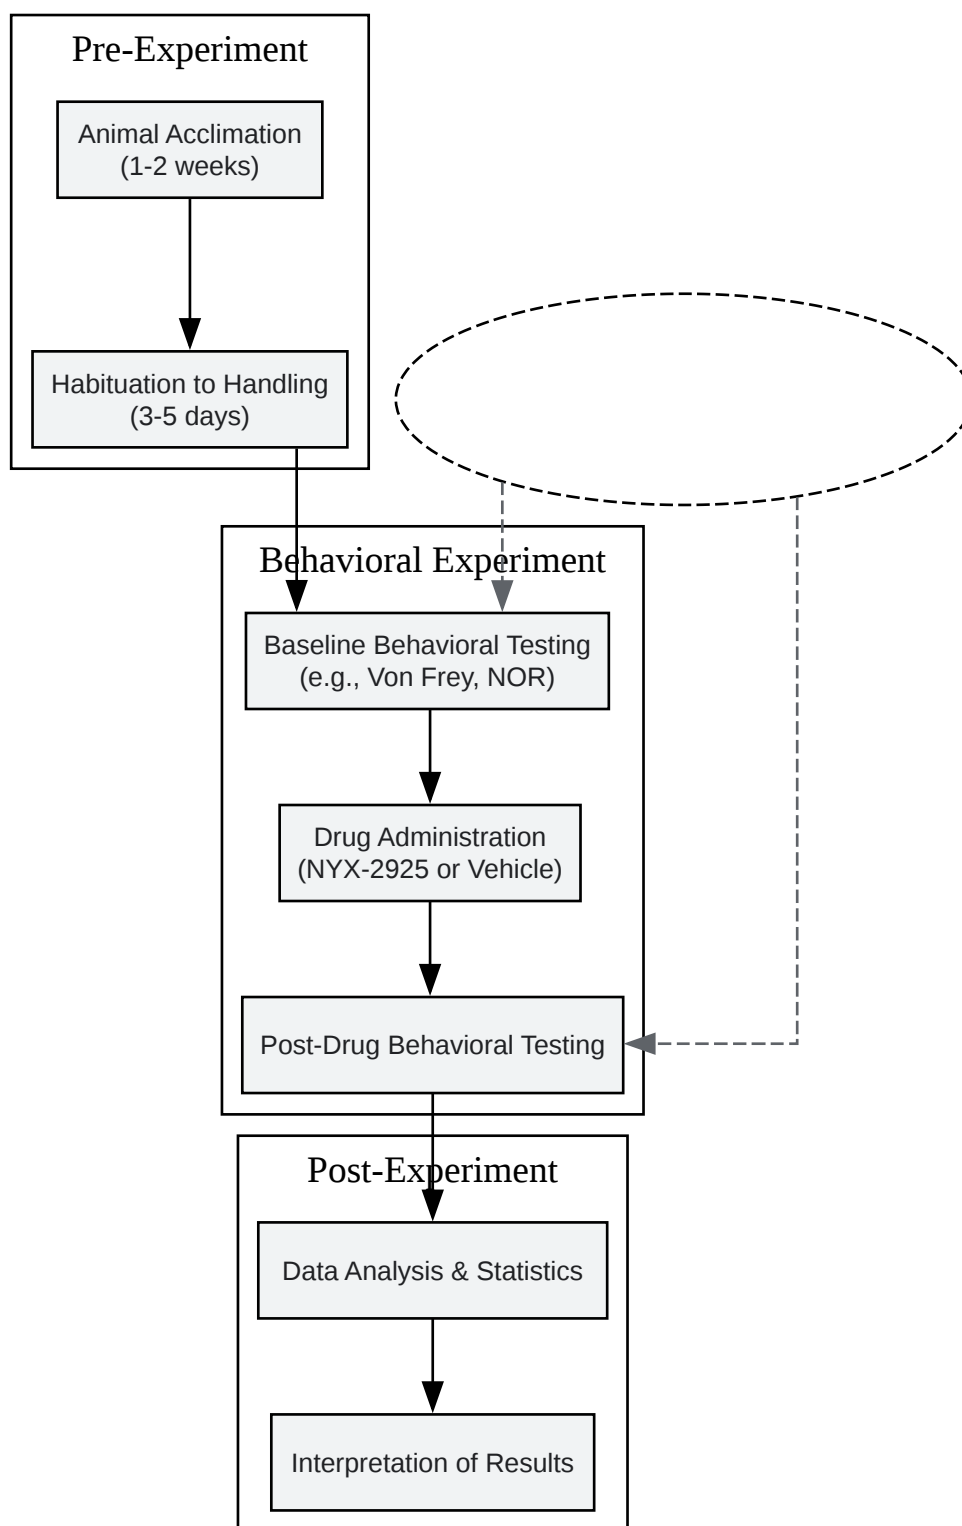 Pre-Experiment
Animal Acclimation
(1-2 weeks)
Habituation to Handling
(3-5 days)
Behavioral Experiment
Baseline Behavioral Testing
(e.g., Von Frey, NOR)
Drug Administration
(NYX-2925 or Vehicle)
Post-Drug Behavioral Testing
Post-Experiment
Data Analysis & Statistics
Interpretation of Results